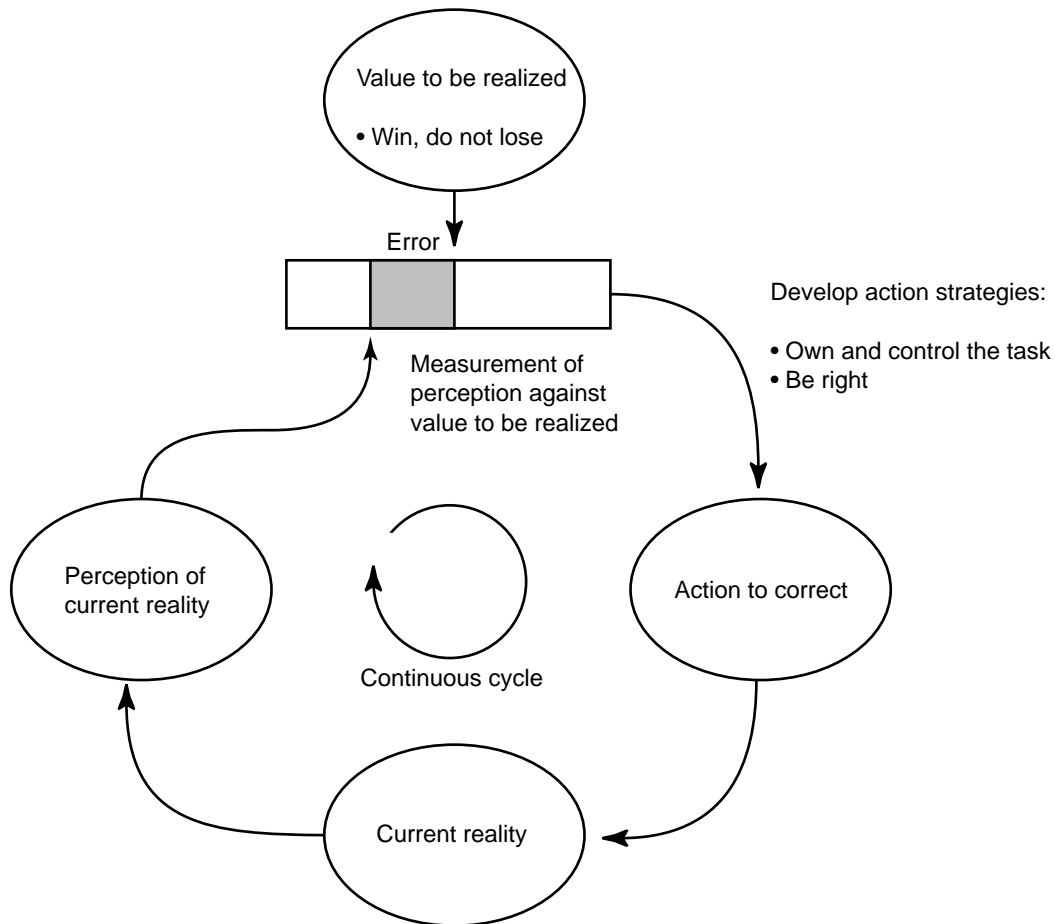 Value to be realized
• Win, do not lose
Error
Develop action strategies:
• Own and control the task
• Be right
Measurement of
perception against
value to be realized
Perception of
current reality
Action to correct
Continuous cycle
Current reality